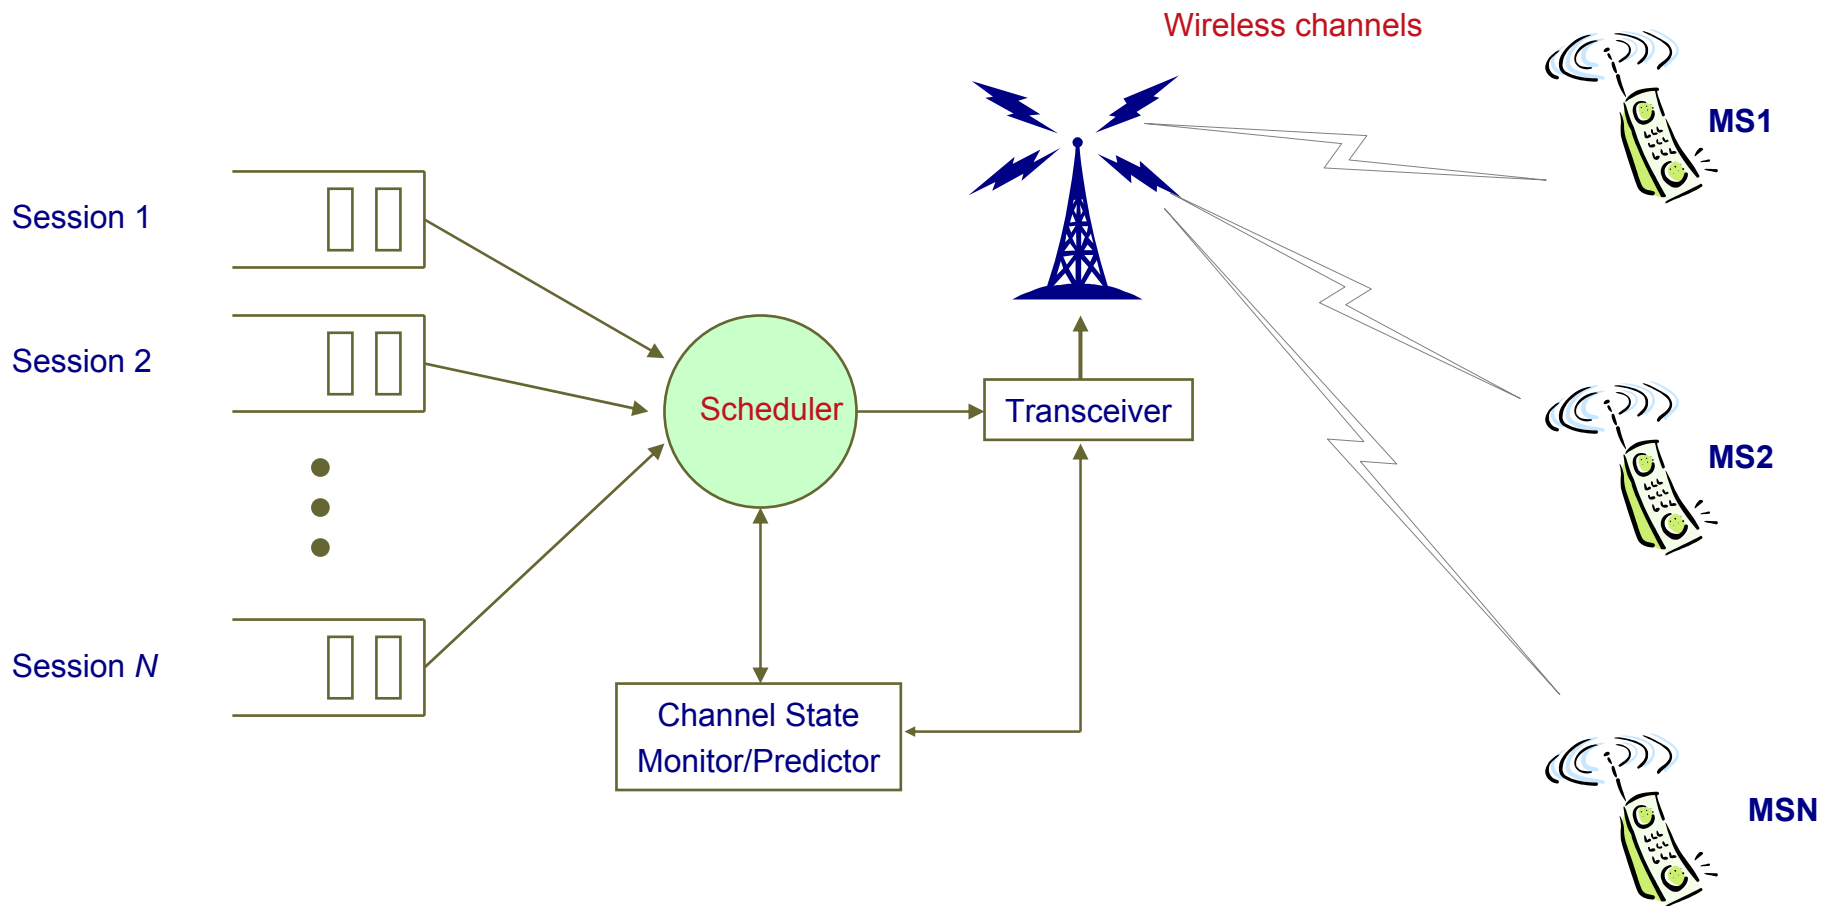 Wireless channels
MS1
Session 1
Session 2
Scheduler
Transceiver
MS2
Session N
Channel State
Monitor/Predictor
MSN